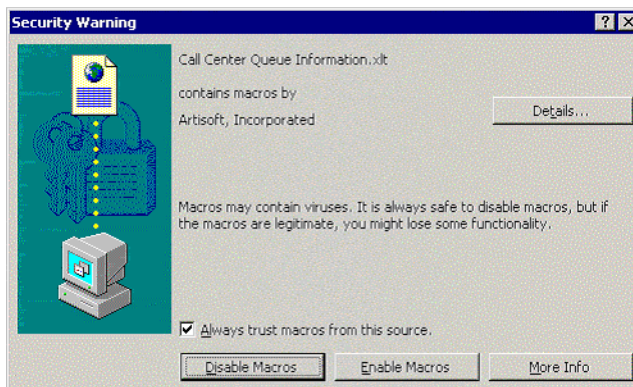 Security Warning
Call Center Queue Information.xlt
contains macros by
Details...
Artisoft, Incorporated
Macros may contain viruses. It is always safe to disable macros, but if
the macros are legitimate, you might lose some functionality.
Always trust macros from this source.
Disable Macros
Enable Macros
More Info